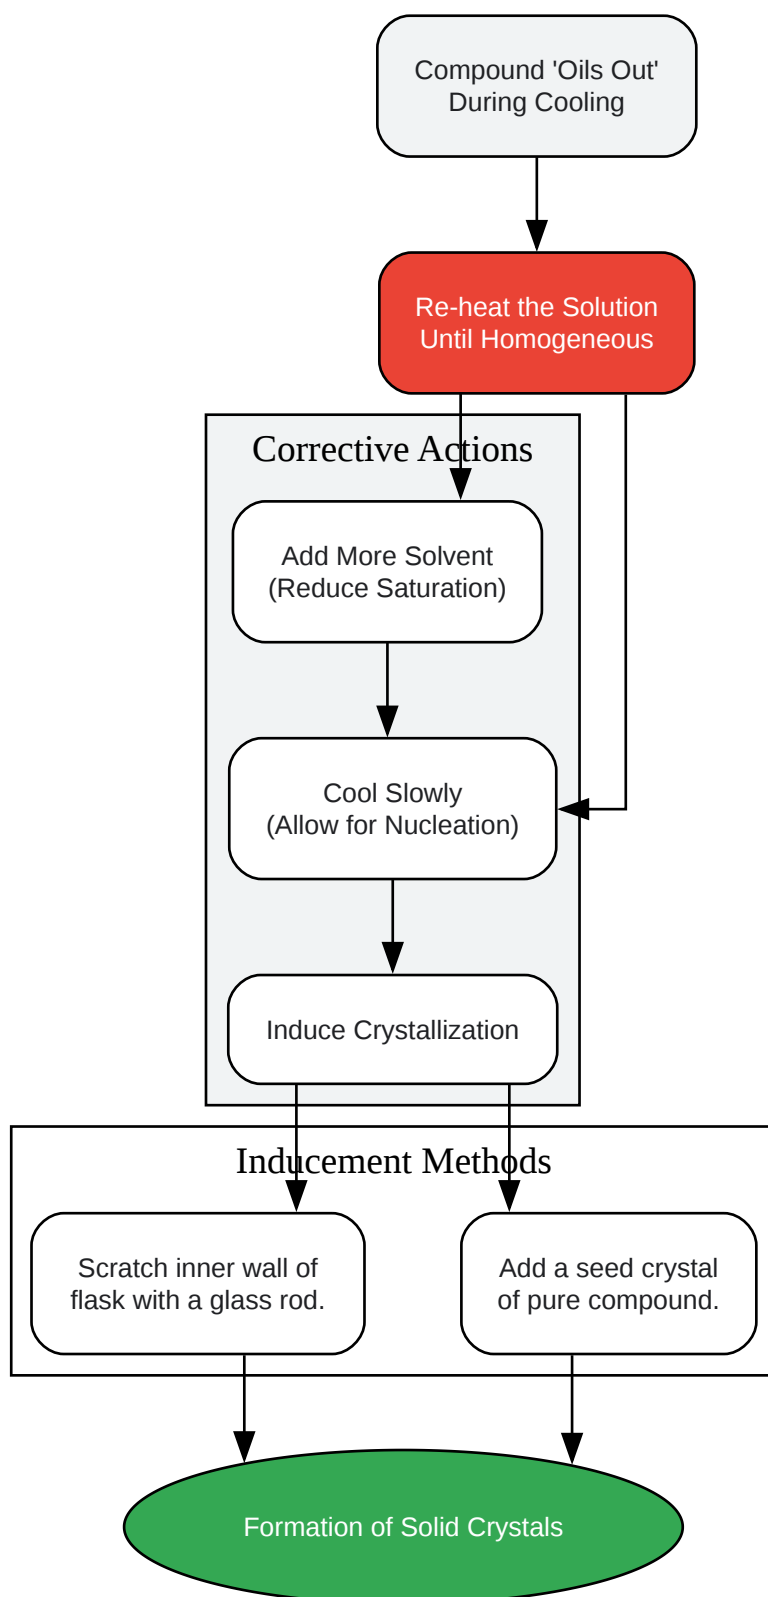 Compound 'Oils Out'
During Cooling
Re-heat the Solution
Until Homogeneous
Corrective Actions
Add More Solvent
(Reduce Saturation)
Cool Slowly
(Allow for Nucleation)
Induce Crystallization
Inducement Methods
Scratch inner wall of
flask with a glass rod.
Add a seed crystal
of pure compound.
Formation of Solid Crystals